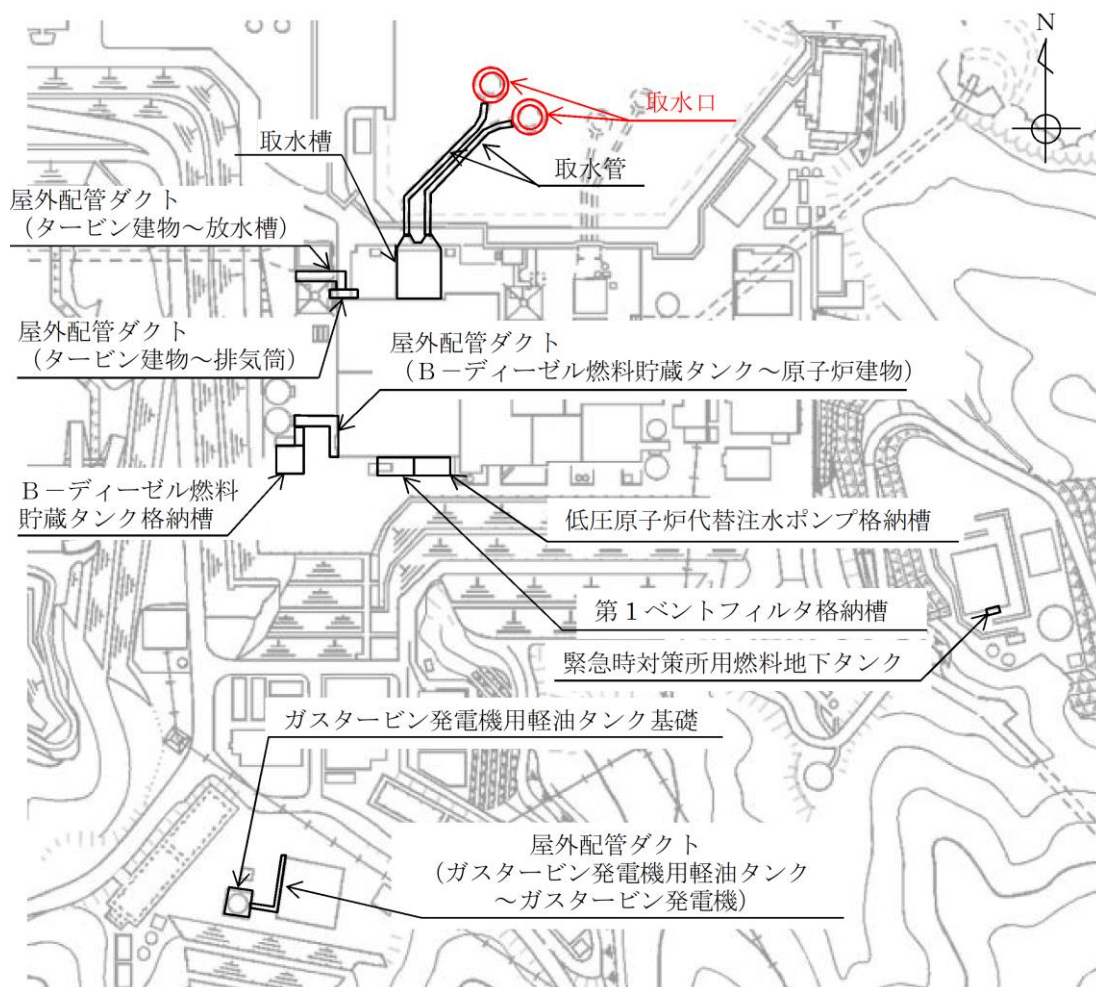 N
取水口
取水槽
取水管
屋外配管ダクト
（タービン建物～放水槽）
屋外配管ダクト
（タービン建物～排気筒）
屋外配管ダクト
（Ｂ－ディーゼル燃料貯蔵タンク～原子炉建物）
Ｂ－ディーゼル燃料
貯蔵タンク格納槽
低圧原子炉代替注水ポンプ格納槽
第１ベントフィルタ格納槽
緊急時対策所用燃料地下タンク
ガスタービン発電機用軽油タンク基礎
屋外配管ダクト
（ガスタービン発電機用軽油タンク
～ガスタービン発電機）